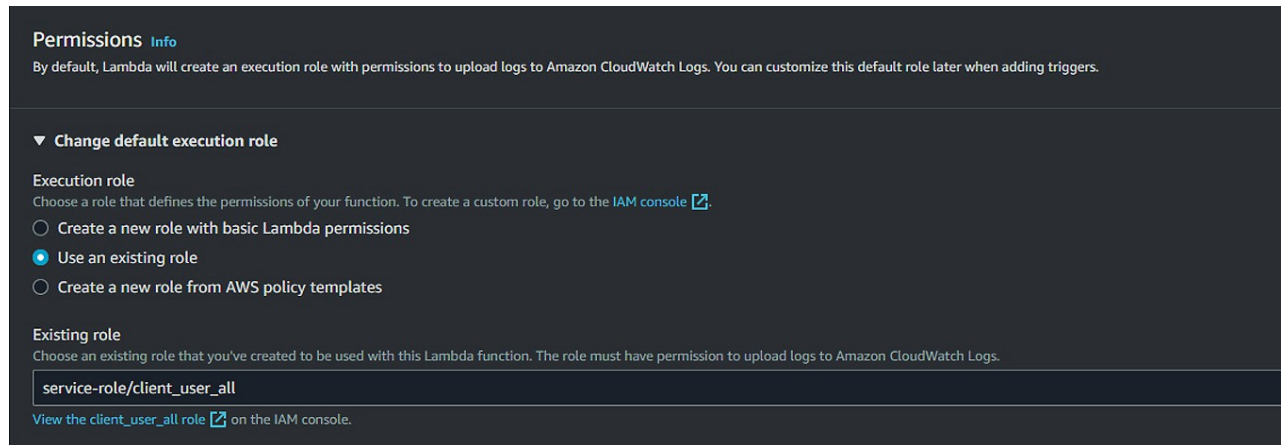 Permissions Info
By default, Lambda will create an execution role with permissions to upload logs to Amazon CloudWatch Logs. You can customize this default role later when adding triggers.
Change default execution role
Execution role
Choose a role that defines the permissions of your function. To create a custom role, go to the IAM console.
Create a new role with basic Lambda permissions
Use an existing role
Create a new role from AWS policy templates
Existing role
Choose an existing role that you've created to be used with this Lambda function. The role must have permission to upload logs to Amazon CloudWatch Logs.
service-role/client_user_all
View the client_user_all role on the IAM console.